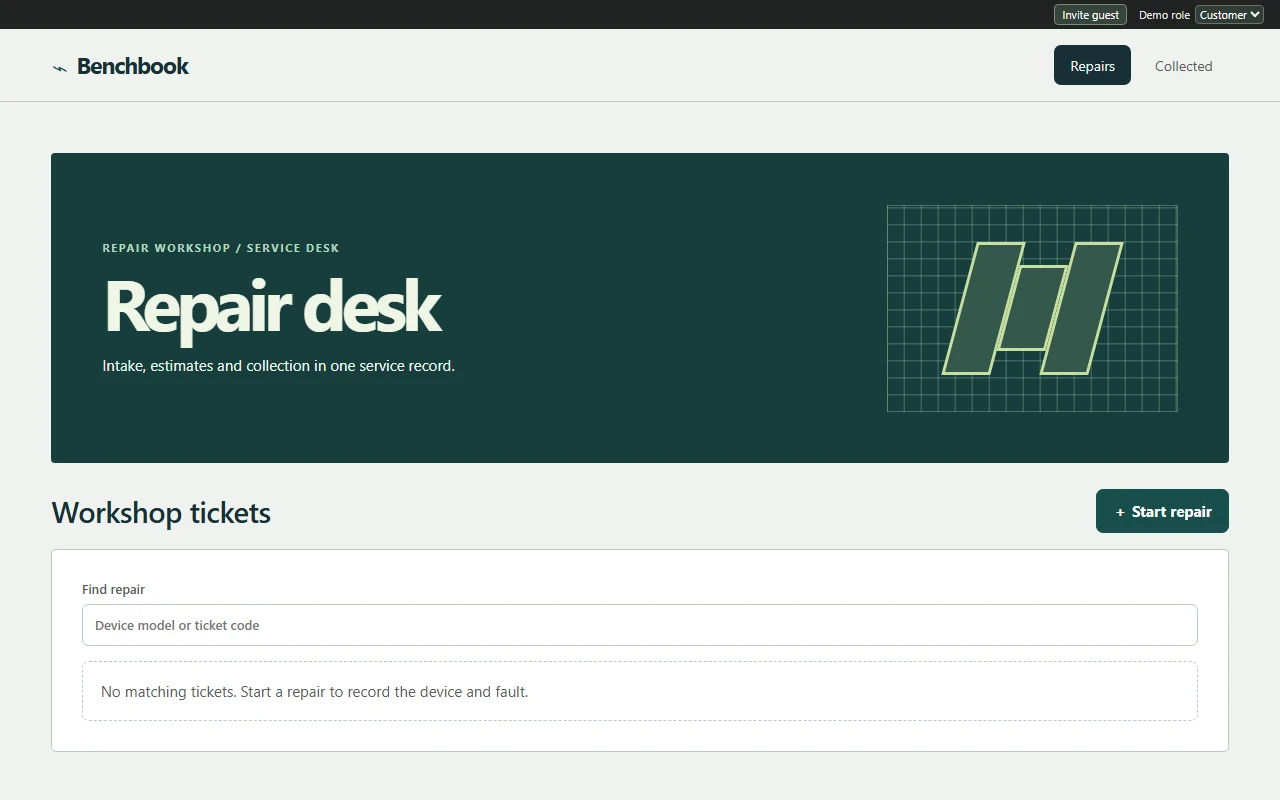 Invite guest Demo role Customer
Benchbook Repairs Collected
REPAIR WORKSHOP / SERVICE DESK
Repair desk
Intake, estimates and collection in one service record.
Workshop tickets + Start repair
Find repair
Device model or ticket code
No matching tickets. Start a repair to record the device and fault.